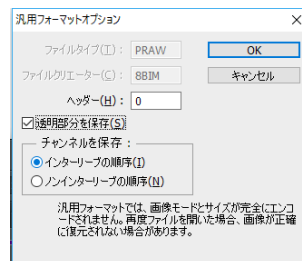 汎用フォーマットオプション
ファイルタイプ(T): PRAW
OK
ファイルクリエーター(C): 8BIM
キャンセル
ヘッダー(H): 0
透明部分を保存(S)
チャンネルを保存：
インターリーブの順序(I)
ノンインターリーブの順序(N)
汎用フォーマットでは、画像モードとサイズが完全にエンコ
ードされません。再度ファイルを開いた場合、画像が正確
に復元されない場合があります。